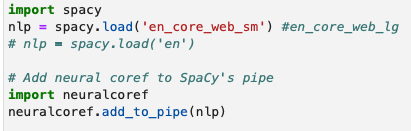 import spacy
nlp = spacy.load('en_core_web_sm') #en_core_web_lg
# nlp = spacy.load('en')
# Add neural coref to SpaCy's pipe
import neuralcoref
neuralcoref.add_to_pipe(nlp)